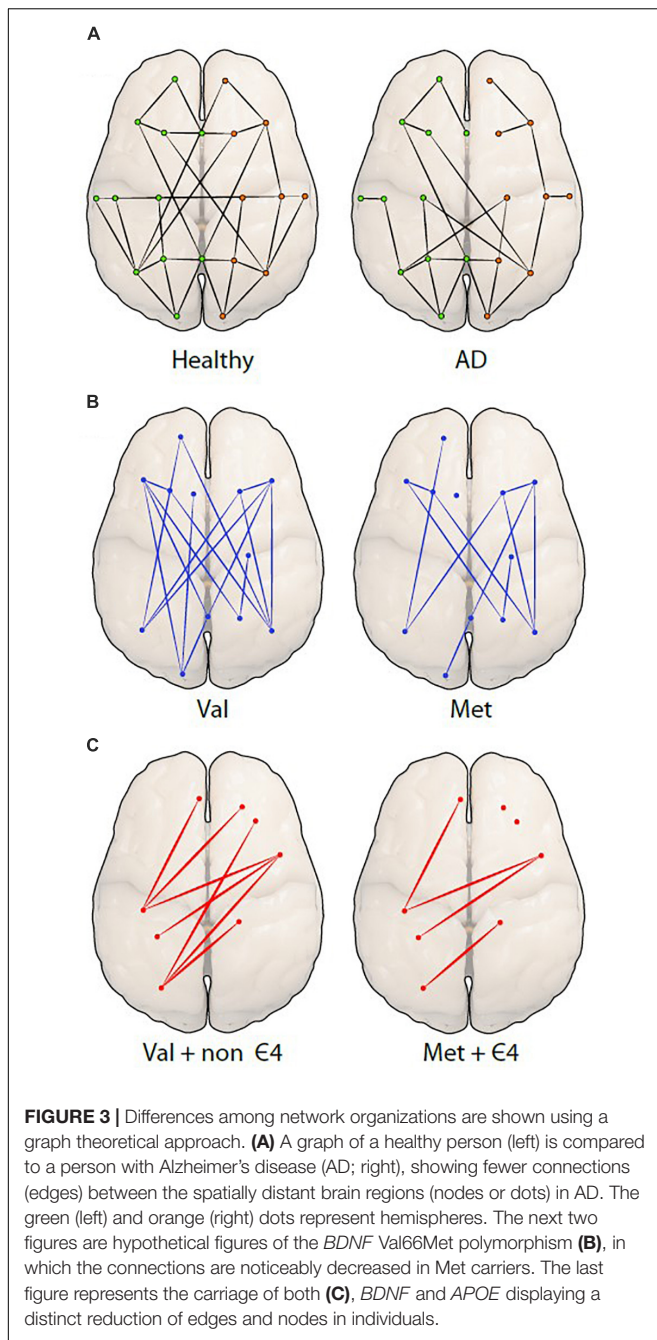 A
Healthy
AD
B
Val
Met
C
Val + non Є4
Met + Є4
FIGURE 3 | Differences among network organizations are shown using a
graph theoretical approach. (A) A graph of a healthy person (left) is compared
to a person with Alzheimer's disease (AD; right), showing fewer connections
(edges) between the spatially distant brain regions (nodes or dots) in AD. The
green (left) and orange (right) dots represent hemispheres. The next two
figures are hypothetical figures of the BDNF Val66Met polymorphism (B), in
which the connections are noticeably decreased in Met carriers. The last
figure represents the carriage of both (C), BDNF and APOE displaying a
distinct reduction of edges and nodes in individuals.